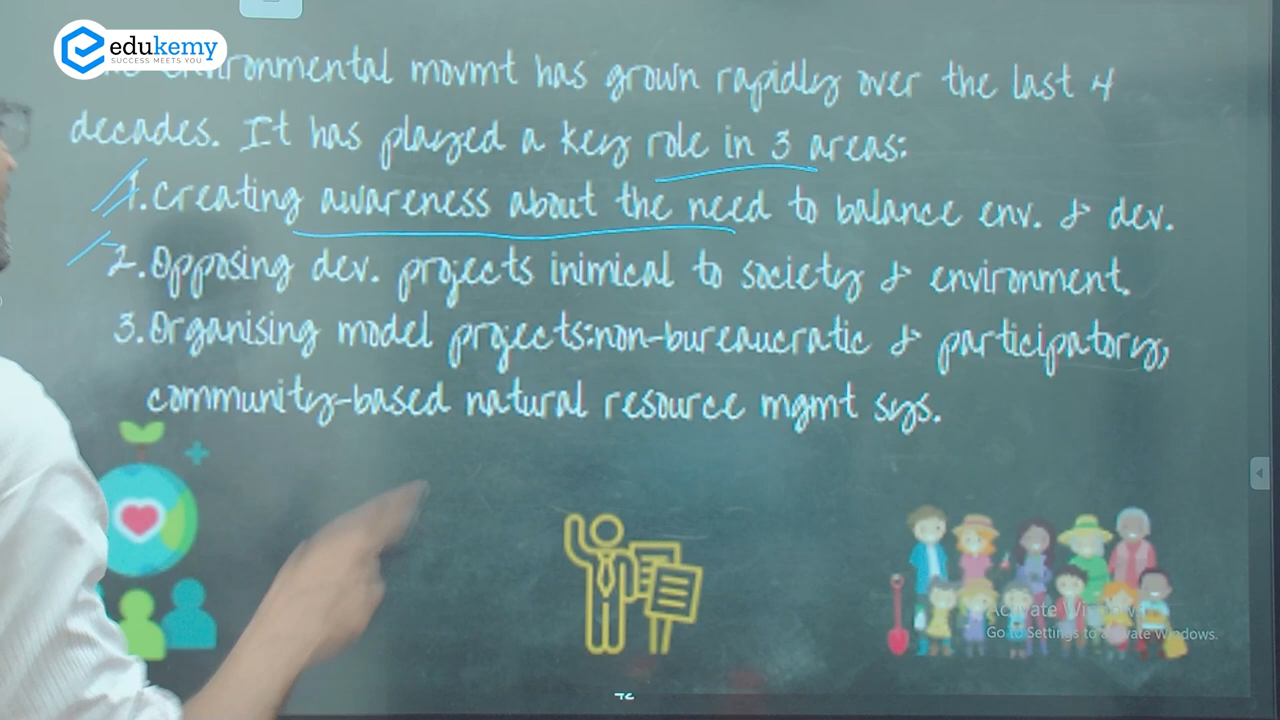 edukemy
SUCCESS MEETS YOU
environmental movmt has grown rapidly over the last 4
decades. It has played a key role in 3 areas:
1. Creating awareness about the need to balance env. & dev.
2. Opposing dev. projects inimical to society & environment.
3. Organising model projects: non-bureaucratic & participatory,
community-based natural resource mgmt sys.
Activate Windows
Go to Settings to activate Windows.